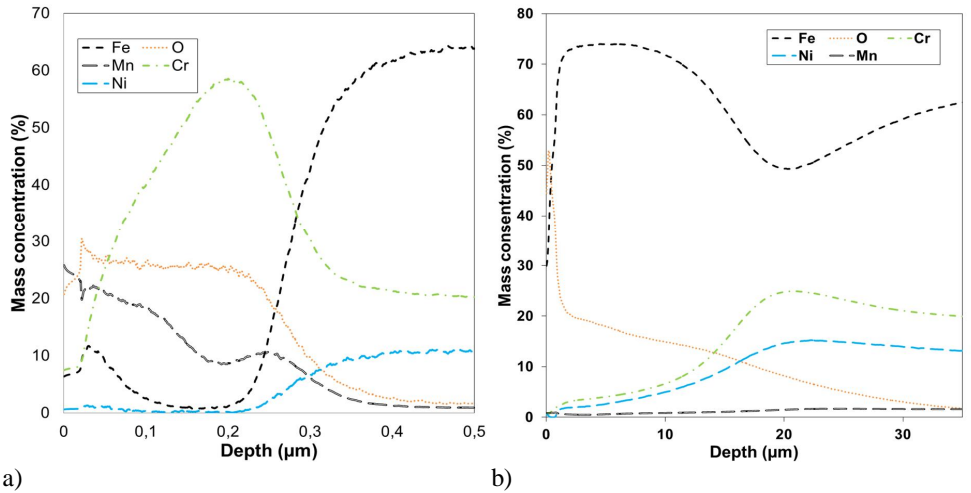 70
60
50
40
30
20
10
0
Mass concentration (%)
Fe O
Mn Cr
Ni
0 0,1 0,2 0,3 0,4 0,5
Depth (µm)
a)
80
70
60
50
40
30
20
10
0
Mass consentration (%)
Fe O Cr
Ni Mn
0 10 20 30
Depth (µm)
b)